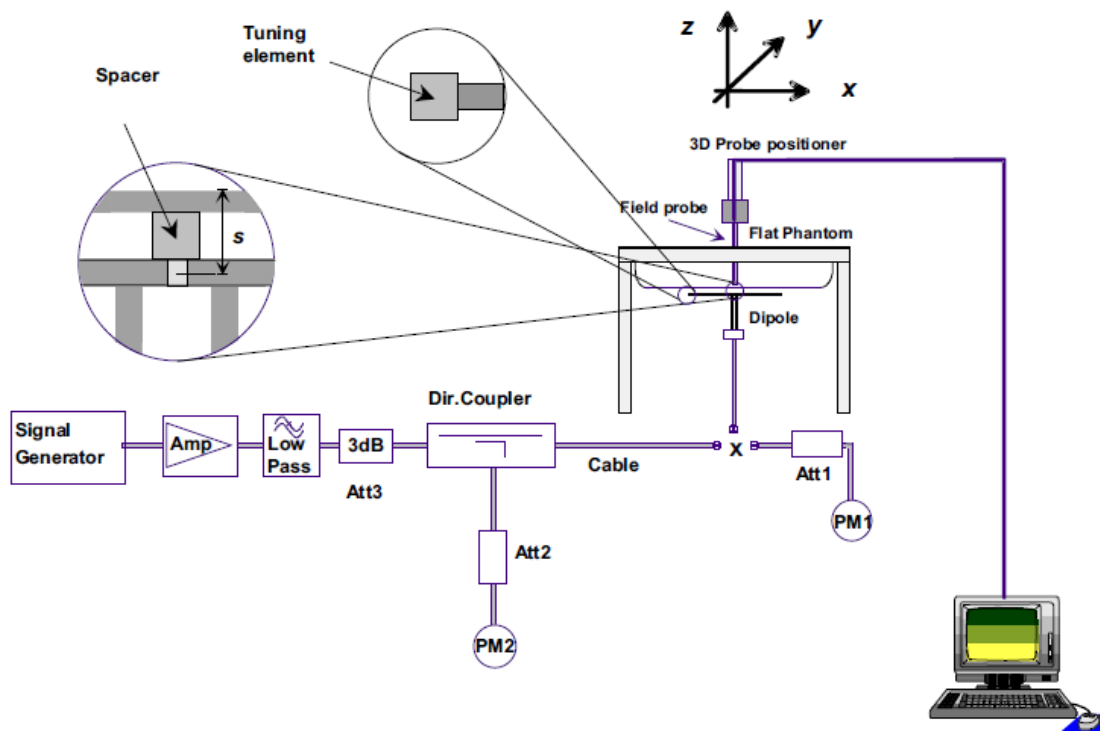 Tuning
element
Spacer
z
y
x
3D Probe positioner
Field probe
Flat Phantom
s
Dipole
Dir.Coupler
Signal
Generator
Amp
Low
Pass
3dB
Att3
Cable
X
Att1
PM1
Att2
PM2